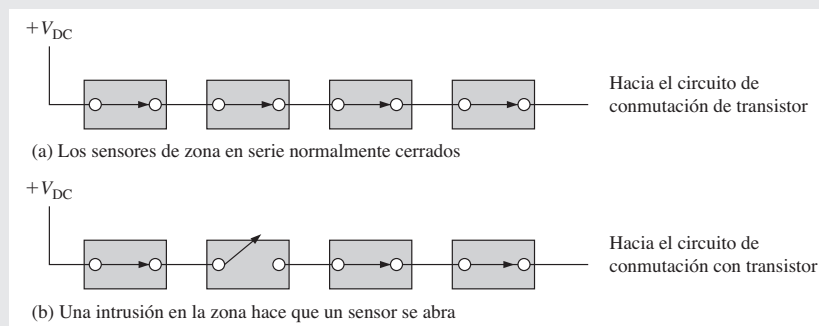 +V_DC
Hacia el circuito de
conmutación de transistor
(a) Los sensores de zona en serie normalmente cerrados
+V_DC
Hacia el circuito de
conmutación con transistor
(b) Una intrusión en la zona hace que un sensor se abra